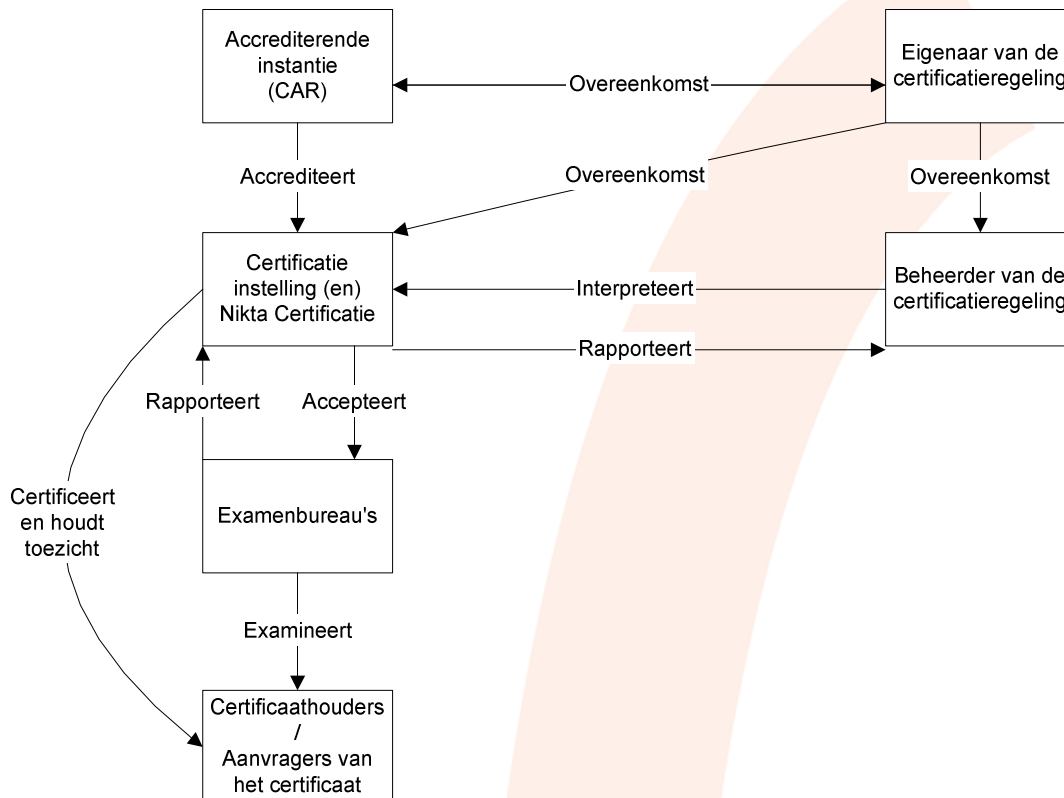 Accrediterende
instantie
(CAR)
Overeenkomst
Eigenaar van de
certificatieregeling
Accrediteert
Overeenkomst
Overeenkomst
Certificatie
instelling (en)
Nikta Certificatie
Interpreteert
Beheerder van de
certificatieregeling
Rapporteert
Rapporteert
Accepteert
Certificeert
en houdt
toezicht
Examenbureau's
Examineert
Certificaathouders
/
Aanvragers van
het certificaat